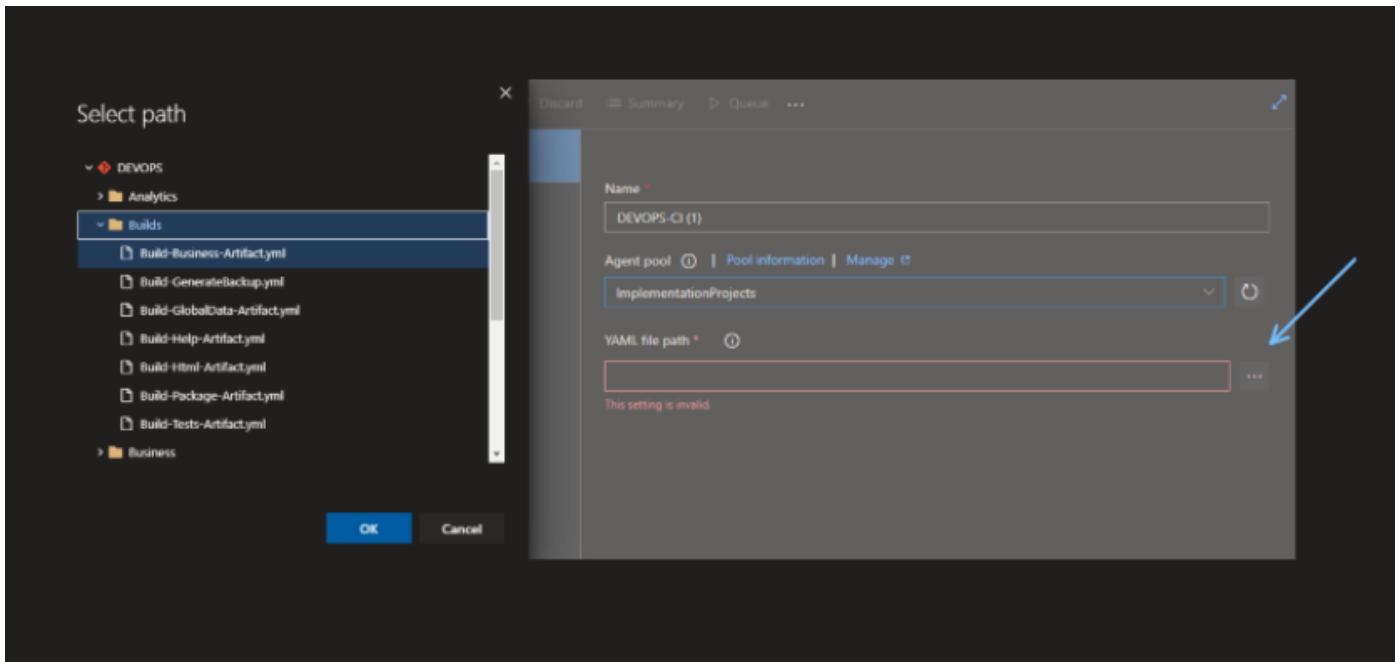 Select path
DEVOPS
Analytics
Builds
Build-Business-Artifact.yml
Build-GenerateBackup.yml
Build-GlobalData-Artifact.yml
Build-Help-Artifact.yml
Build-Html-Artifact.yml
Build-Package-Artifact.yml
Build-Tests-Artifact.yml
Business
OK Cancel
Discard Summary Queue ...
Name *
DEVOPS-CI (1)
Agent pool | Pool information | Manage
ImplementationProjects
YAML file path *
...
This setting is invalid.